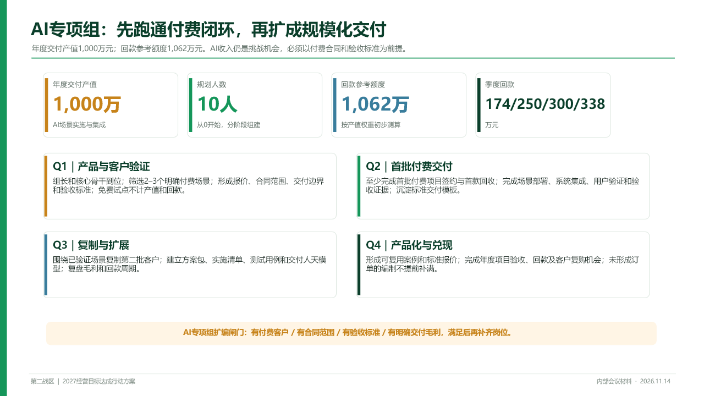 AI专项组：先跑通付费闭环，再扩成规模化交付
年度交付产值1,000万元；回款参考额度1,062万元。AI收入仍是挑战机会，必须以付费合同和验收标准为前提。
年度交付产值
1,000万
AI场景实施与集成
规划人数
10人
从0开始、分阶段组建
回款参考额度
1,062万
按产值权重初步演算
季度回款
174/250/300/338
万元
Q1｜产品与客户验证
组长和核心骨干到位；筛选2–3个明确付费场景；形成报价、合同范围、交付边界
和验收标准；免费试点不计产值和回款。
Q2｜首批付费交付
至少完成首批付费项目签约与首款回收；完成场景部署、系统集成、用户验证和验
收证据；沉淀标准交付模板。
Q3｜复制与扩展
围绕已验证场景复制第二批客户；建立方案包、实施清单、测试用例和交付人天模
型；复盘毛利和回款周期。
Q4｜产品化与兑现
形成可复用案例和标准报价；完成年度项目验收、回款及客户复购机会；未形成订
单的编制不提前补满。
AI专项组扩编闸门：有付费客户 / 有合同范围 / 有验收标准 / 有明确交付毛利，满足后再补齐岗位。
第二战区 ｜ 2027经营目标达成行动方案
内部会议材料 · 2026.11.14